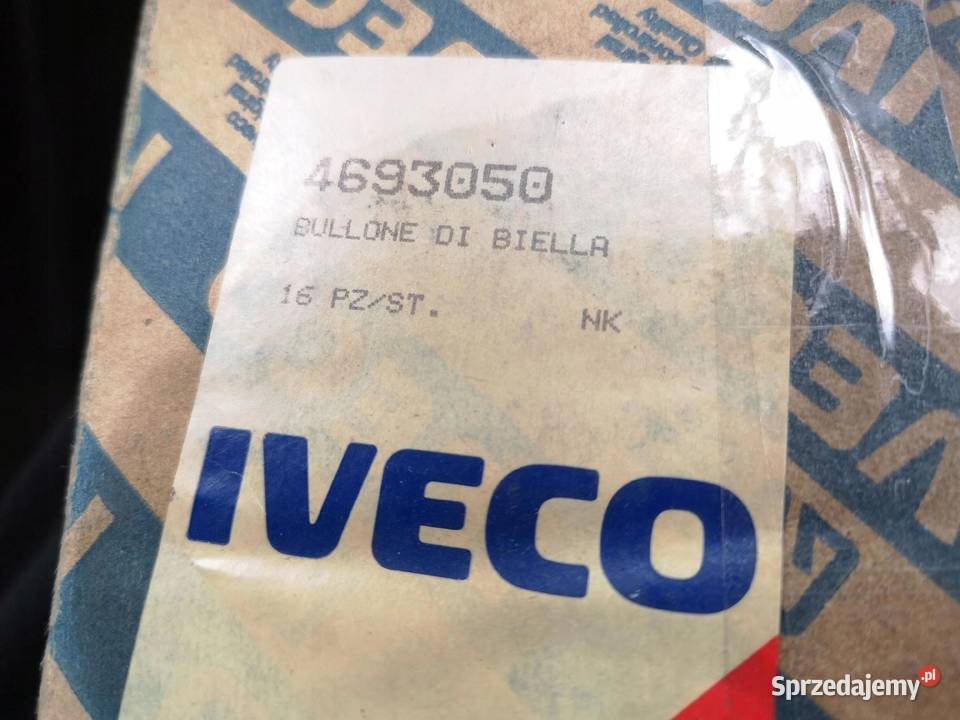 4693050
BULLONE DI BIELLA
16 PZ/ST. NK
IVECO
Sprzedajemy.pl